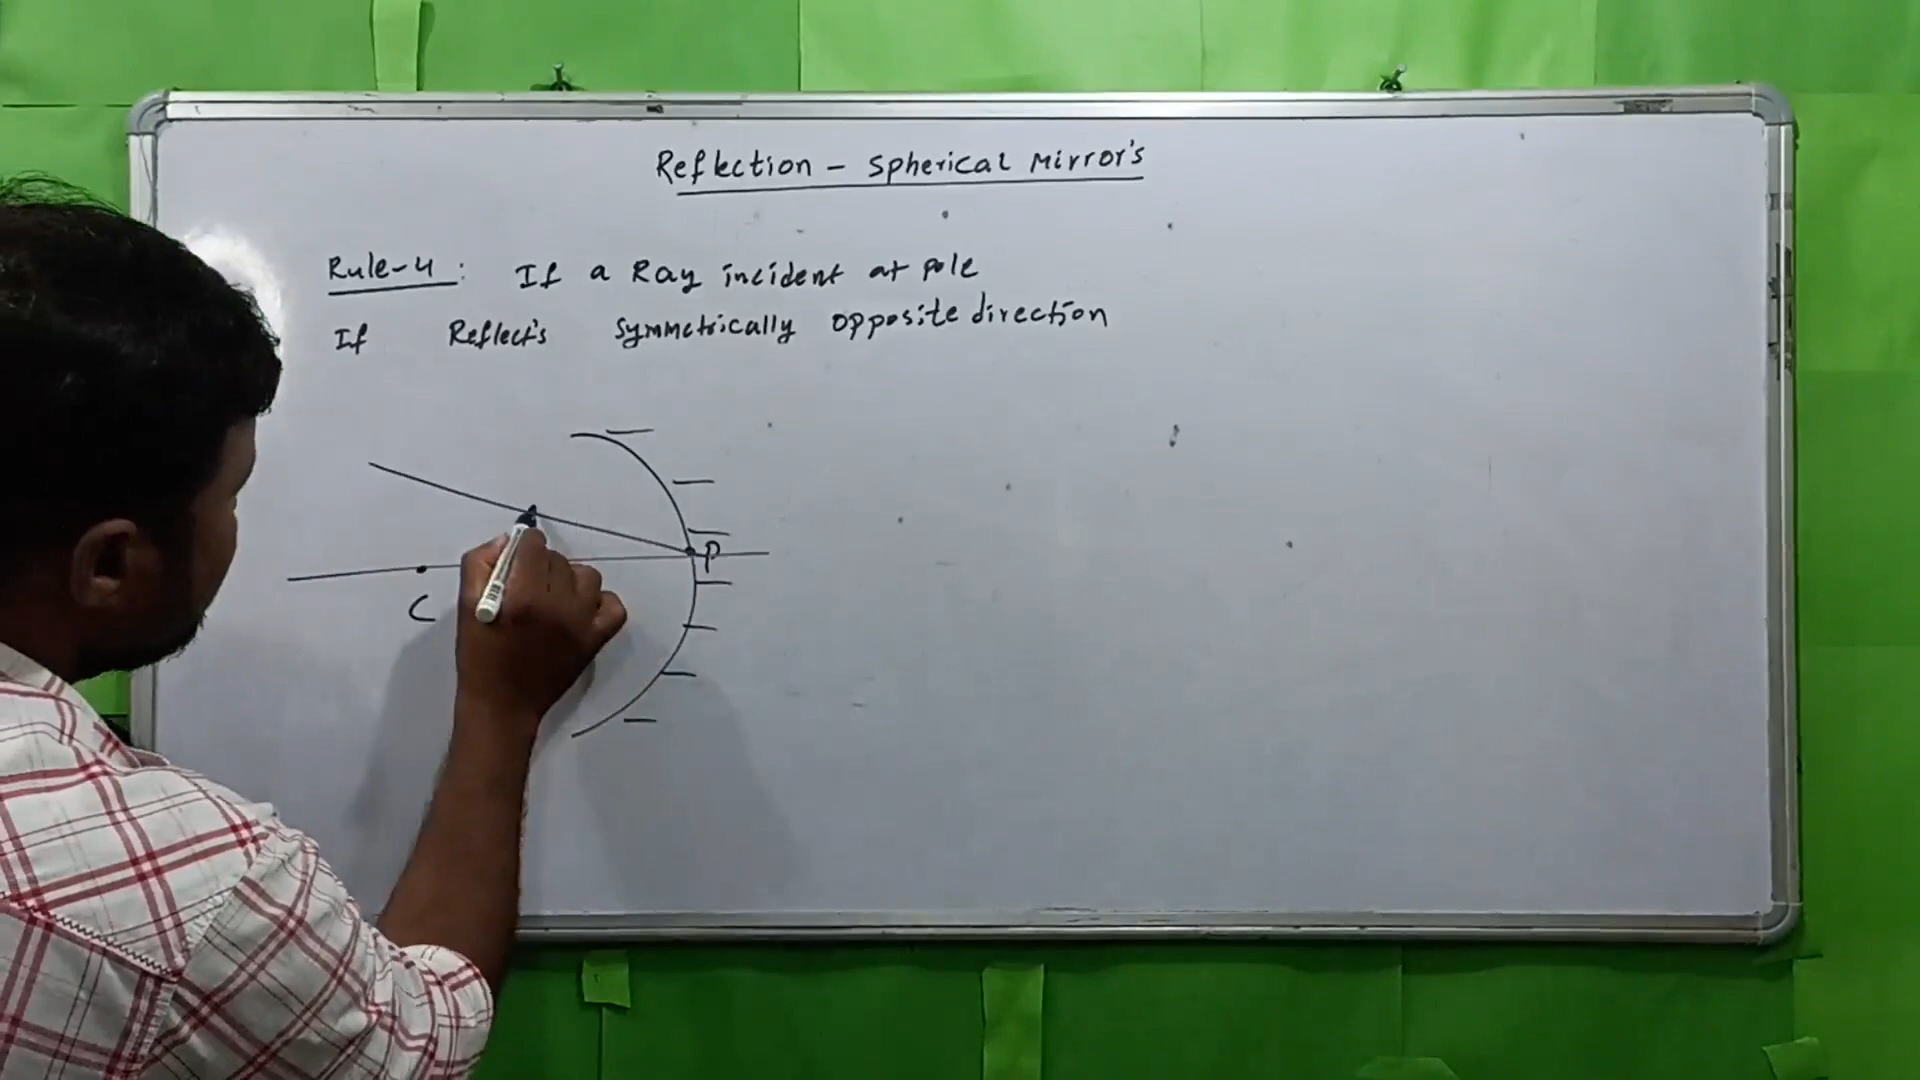 Reflection - Spherical Mirror's
Rule-4 : If a Ray incident at pole
If Reflect's Symmetrically opposite direction
P
C